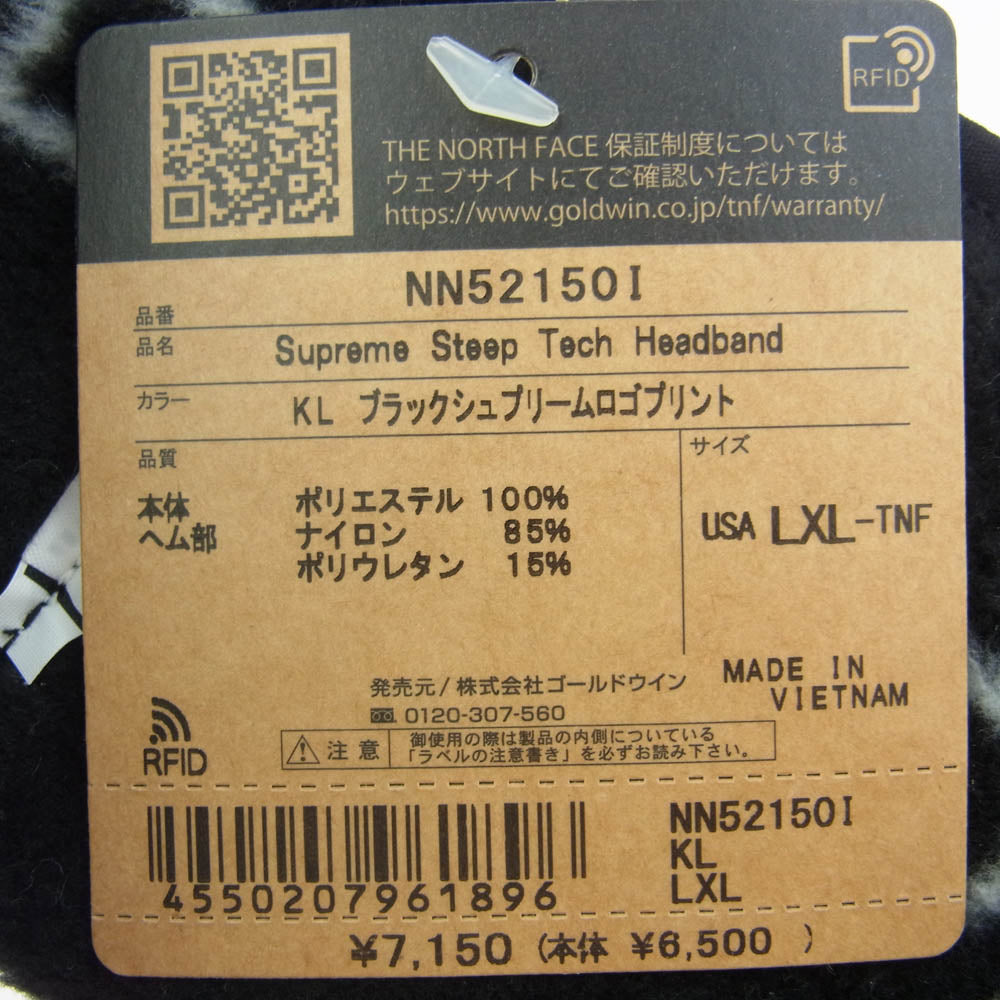 RFID
THE NORTH FACE 保証制度については
ウェブサイトにてご確認いただけます。
https://www.goldwin.co.jp/tnf/warranty/
品番 NN52150I
品名 Supreme Steep Tech Headband
カラー KL ブラックシュプリームロゴプリント
品質
サイズ
本体 ポリエステル 100%
ヘム部 ナイロン 85%
ポリウレタン 15%
USA LXL-TNF
MADE IN
VIETNAM
発売元/株式会社ゴールドウイン
0120-307-560
RFID
注意
御使用の際は製品の内側についている
「ラベルの注意書き」を必ずお読み下さい。
4550207961896
NN52150I
KL
LXL
¥7,150 (本体 ¥6,500 )